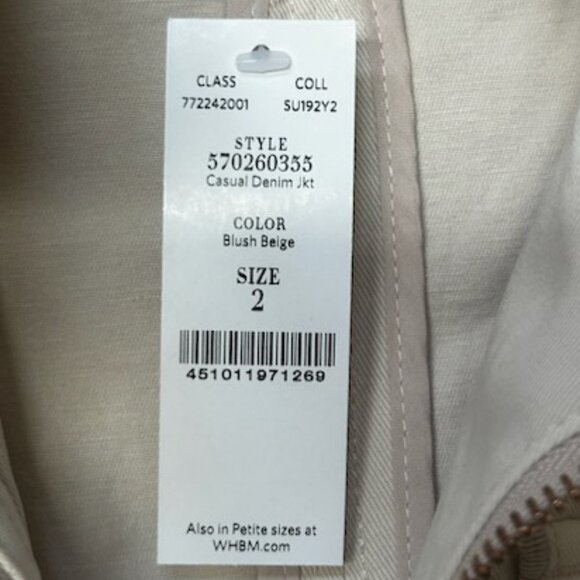 CLASS COLL
772242001 SU192Y2
STYLE
570260355
Casual Denim Jkt
COLOR
Blush Beige
SIZE
2
451011971269
Also in Petite sizes at
WHBM.com